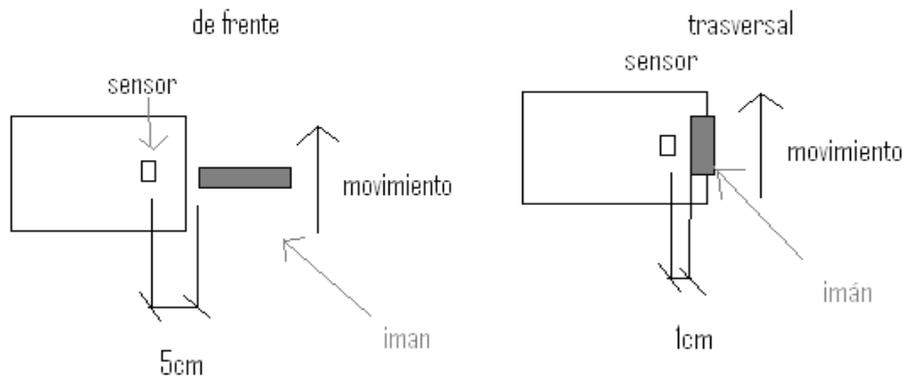 de frente
sensor
movimiento
iman
5cm
trasversal
sensor
movimiento
imán
1cm